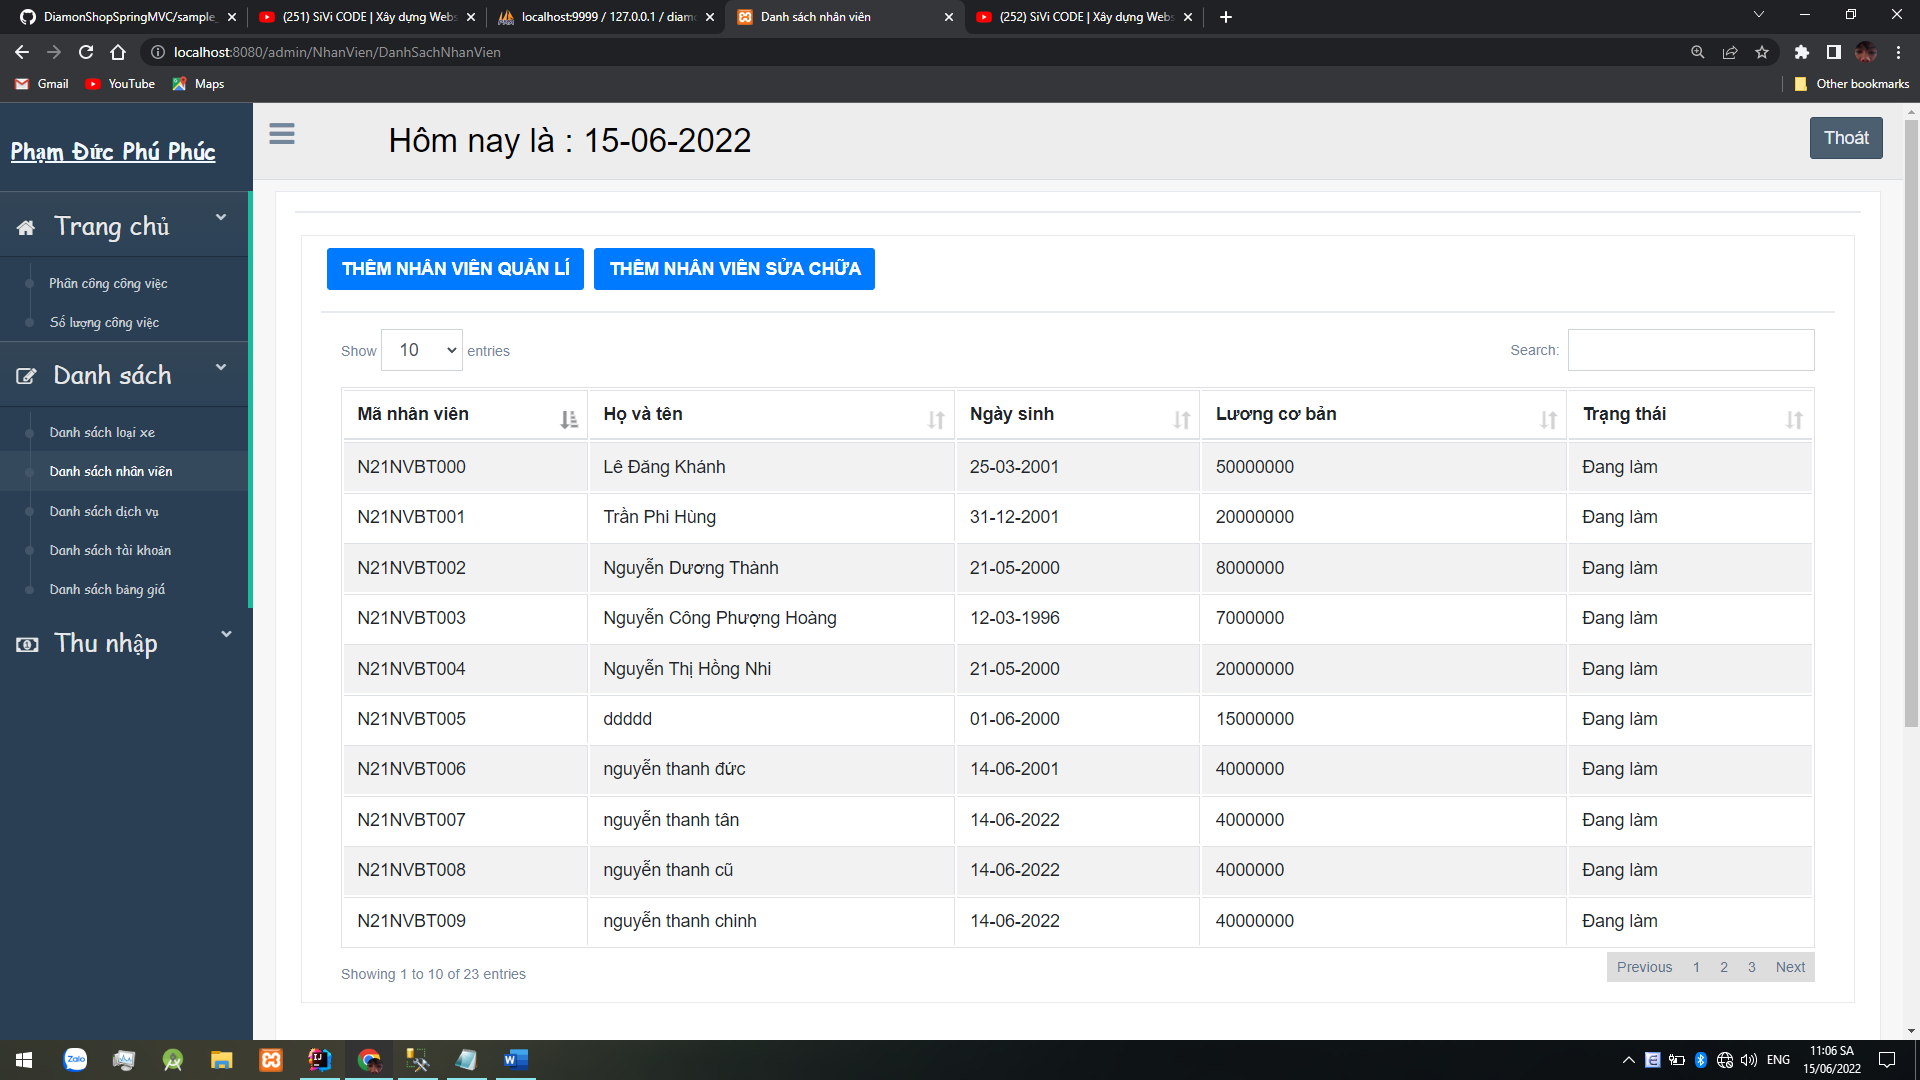 DiamonShopSpringMVC/sample_
(251) SiVi CODE | Xây dựng Webs
localhost:9999 / 127.0.0.1 / diamo
Danh sách nhân viên
(252) SiVi CODE | Xây dựng Webs
localhost:8080/admin/NhanVien/DanhSachNhanVien
Gmail
YouTube
Maps
Other bookmarks
Phạm Đức Phú Phúc
Hôm nay là : 15-06-2022
Thoát
Trang chủ
Phân công công việc
Số lượng công việc
Danh sách
Danh sách loại xe
Danh sách nhân viên
Danh sách dịch vụ
Danh sách tài khoản
Danh sách bảng giá
Thu nhập
THÊM NHÂN VIÊN QUẢN LÍ
THÊM NHÂN VIÊN SỬA CHỮA
Show 10 entries
Search:
Mã nhân viên Họ và tên Ngày sinh Lương cơ bản Trạng thái
N21NVBT000 Lê Đăng Khánh 25-03-2001 50000000 Đang làm
N21NVBT001 Trần Phi Hùng 31-12-2001 20000000 Đang làm
N21NVBT002 Nguyễn Dương Thành 21-05-2000 8000000 Đang làm
N21NVBT003 Nguyễn Công Phượng Hoàng 12-03-1996 7000000 Đang làm
N21NVBT004 Nguyễn Thị Hồng Nhi 21-05-2000 20000000 Đang làm
N21NVBT005 ddddd 01-06-2000 15000000 Đang làm
N21NVBT006 nguyễn thanh đức 14-06-2001 4000000 Đang làm
N21NVBT007 nguyễn thanh tân 14-06-2022 4000000 Đang làm
N21NVBT008 nguyễn thanh cũ 14-06-2022 4000000 Đang làm
N21NVBT009 nguyễn thanh chinh 14-06-2022 40000000 Đang làm
Showing 1 to 10 of 23 entries
Previous 1 2 3 Next
Zalo
ENG
11:06 SA
15/06/2022